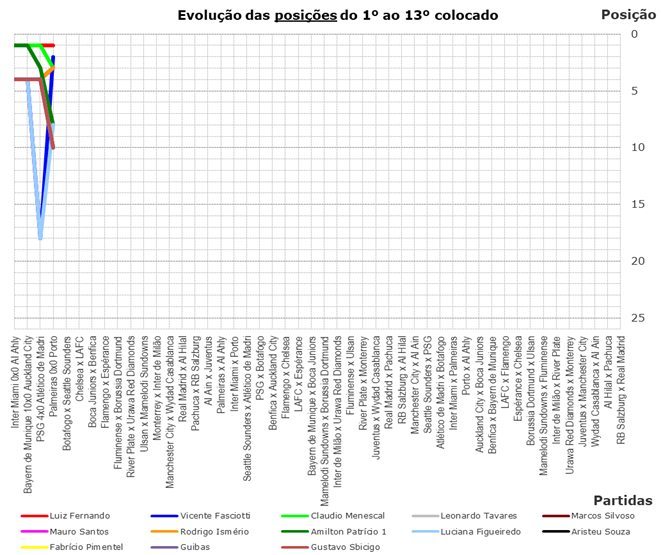 Evolução das posições do 1º ao 13º colocado
Posição
0
5
10
15
20
25
Inter Miami 0x0 Al Ahly
Bayern de Munique 10x0 Auckland City
PSG 4x0 Atlético de Madri
Palmeiras 0x0 Porto
Botafogo x Seattle Sounders
Chelsea x LAFC
Boca Juniors x Benfica
Flamengo x Espérance
Fluminense x Borussia Dortmund
River Plate x Urawa Red Diamonds
Ulsan x Mamelodi Sundowns
Monterrey x Inter de Milão
Manchester City x Wydad Casablanca
Real Madrid x Al Hilal
Pachuca x RB Salzburg
Al Ain x Juventus
Palmeiras x Al Ahly
Inter Miami x Porto
Seattle Sounders x Atlético de Madri
PSG x Botafogo
Benfica x Auckland City
Flamengo x Chelsea
LAFC x Espérance
Bayern de Munique x Boca Juniors
Mamelodi Sundowns x Borussia Dortmund
Inter de Milão x Urawa Red Diamonds
Fluminense x Ulsan
River Plate x Monterrey
Juventus x Wydad Casablanca
Real Madrid x Pachuca
RB Salzburg x Al Hilal
Manchester City x Al Ain
Seattle Sounders x PSG
Atlético de Madri x Botafogo
Inter Miami x Palmeiras
Porto x Al Ahly
Auckland City x Boca Juniors
Benfica x Bayern de Munique
LAFC x Flamengo
Espérance x Chelsea
Borussia Dortmund x Ulsan
Mamelodi Sundowns x Fluminense
Inter de Milão x River Plate
Urawa Red Diamonds x Monterrey
Juventus x Manchester City
Wydad Casablanca x Al Ain
Al Hilal x Pachuca
RB Salzburg x Real Madrid
Partidas
Luiz Fernando
Vicente Fasciotti
Claudio Menescal
Leonardo Tavares
Marcos Silvoso
Mauro Santos
Rodrigo Ismério
Amilton Patrício 1
Luciana Figueiredo
Aristeu Souza
Fabrício Pimentel
Guibas
Gustavo Sbicigo